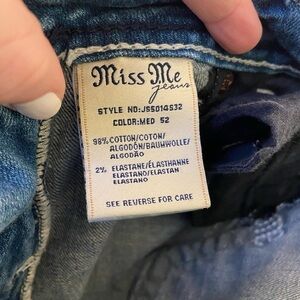 Miss Me
jeans
STYLE NO:JS5014S32
COLOR:MED 52
98% COTTON/COTON/
ALGODÓN/BAUMWOLLE/
ALGODÃO
2% ELASTANE/ÉLASTHANNE
ELASTANO/ELASTAN
ELASTANO
SEE REVERSE FOR CARE